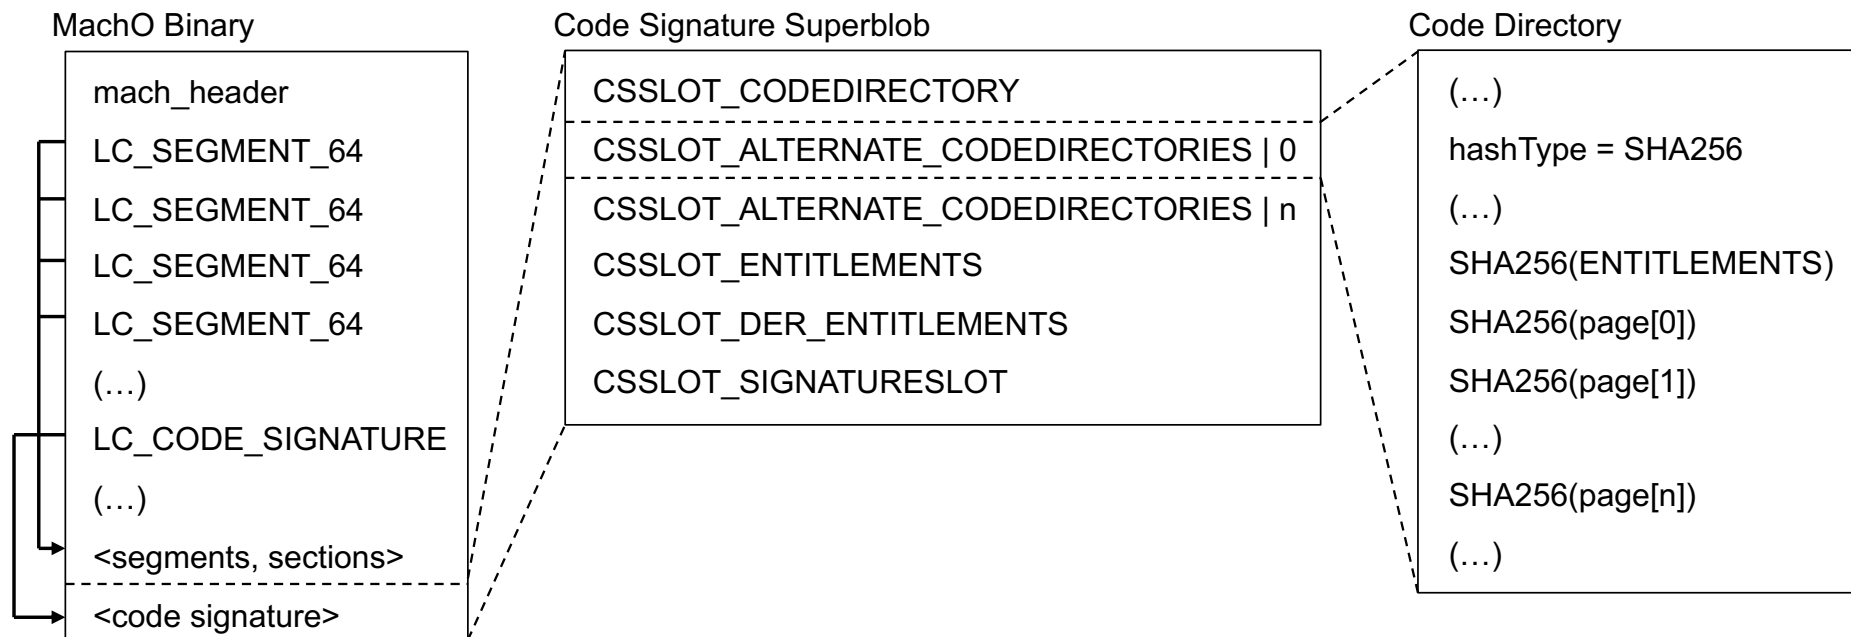 MachO Binary
mach_header
LC_SEGMENT_64
LC_SEGMENT_64
LC_SEGMENT_64
LC_SEGMENT_64
(…)
LC_CODE_SIGNATURE
(…)
<segments, sections>
<code signature>
Code Signature Superblob
CSSLOT_CODEDIRECTORY
CSSLOT_ALTERNATE_CODEDIRECTORIES | 0
CSSLOT_ALTERNATE_CODEDIRECTORIES | n
CSSLOT_ENTITLEMENTS
CSSLOT_DER_ENTITLEMENTS
CSSLOT_SIGNATURESLOT
Code Directory
(…)
hashType = SHA256
(…)
SHA256(ENTITLEMENTS)
SHA256(page[0])
SHA256(page[1])
(…)
SHA256(page[n])
(…)